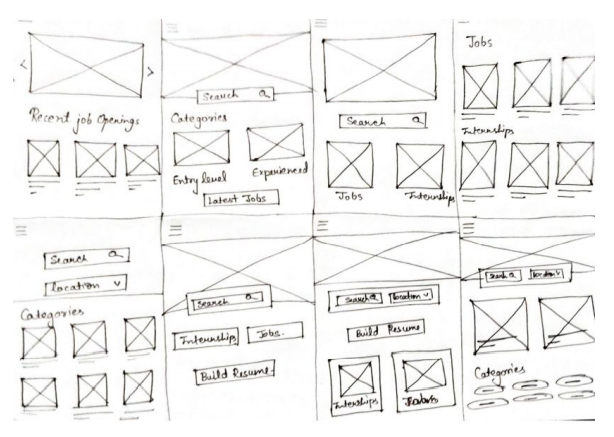 Recent job Openings
Search
Categories
Entry level
Experienced
Latest Jobs
Search
Jobs
Internships
Jobs
Internships
Search
Location
Categories
Search
Internships
Jobs.
Build Resume
Search
Location
Build Resume
Internships
Search
Location
Categories